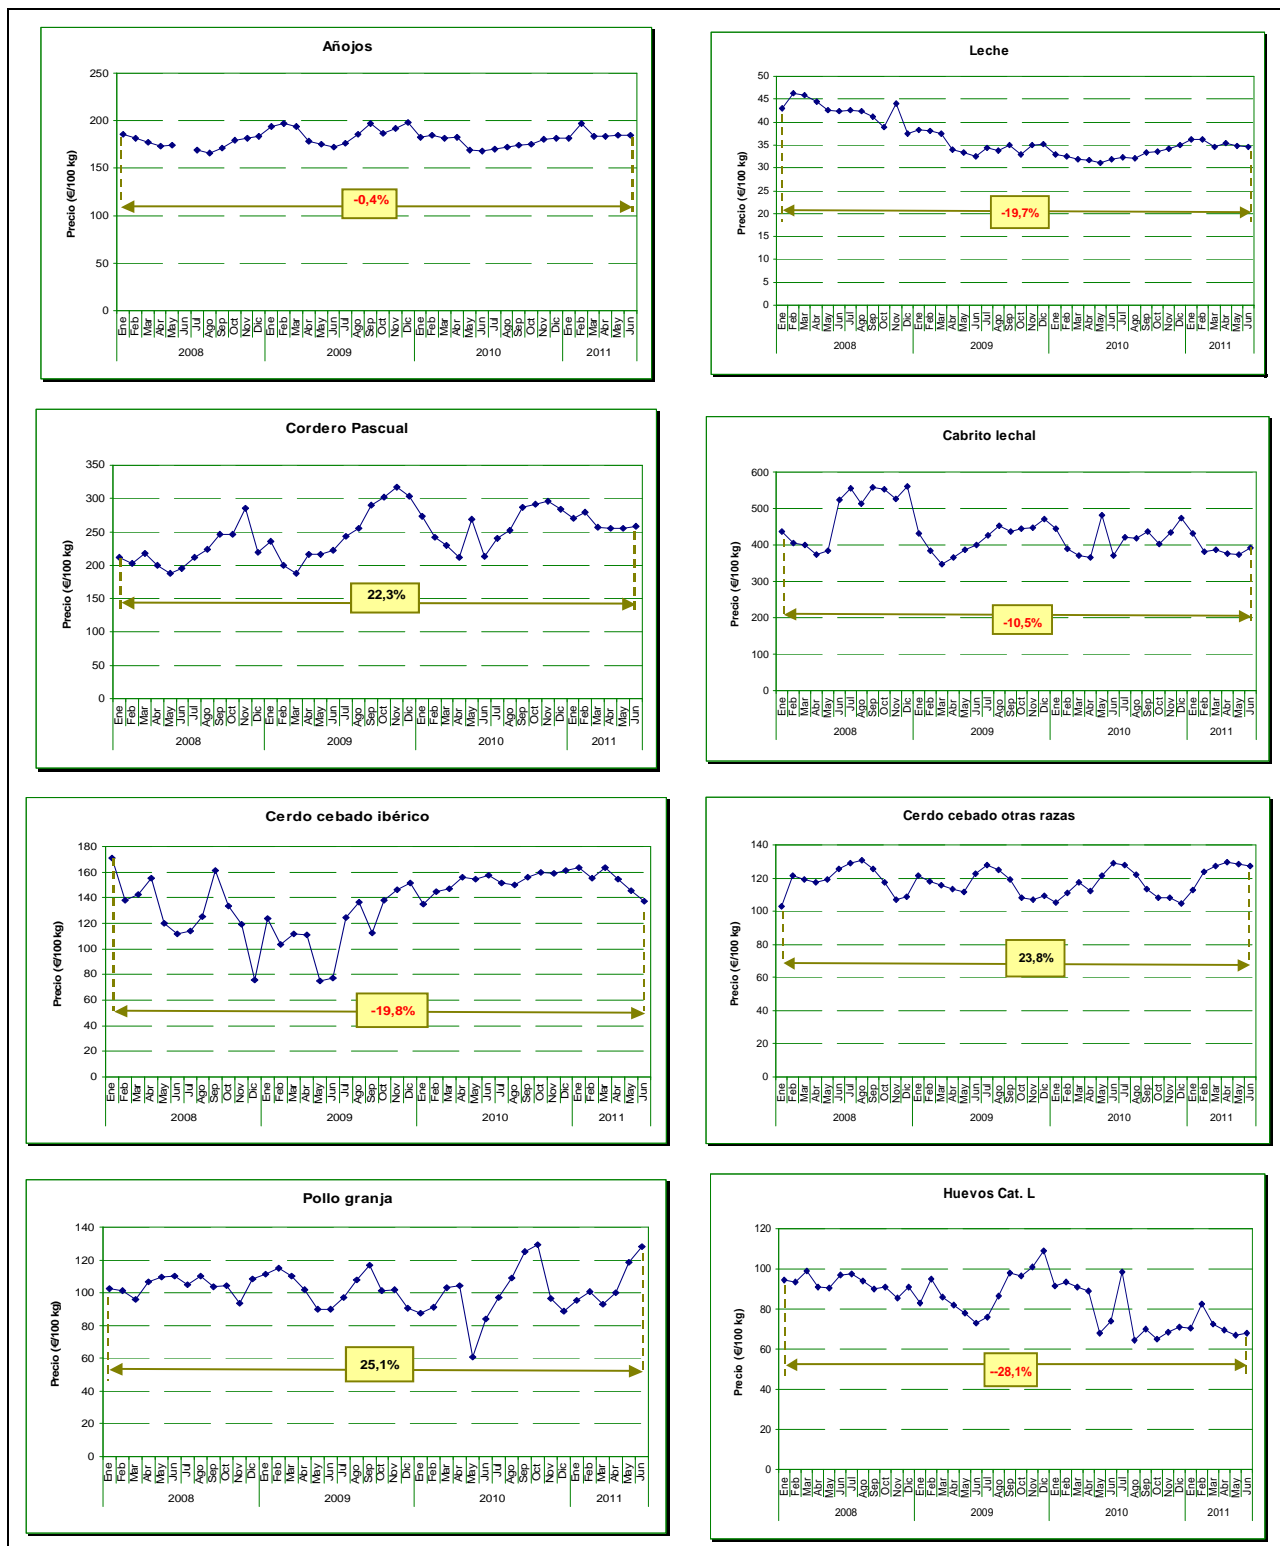 Añojos
Precio (€/100 kg)
250
200
150
100
50
0
-0,4%
Ene Feb Mar Abr May Jun Jul Ago Sep Oct Nov Dic Ene Feb Mar Abr May Jun Jul Ago Sep Oct Nov Dic Ene Feb Mar Abr May Jun Jul Ago Sep Oct Nov Dic Ene Feb Mar Abr May Jun
2008 2009 2010 2011
Leche
Precio (€/100 kg)
50
45
40
35
30
25
20
15
10
5
0
-19,7%
Ene Feb Mar Abr May Jun Jul Ago Sep Oct Nov Dic Ene Feb Mar Abr May Jun Jul Ago Sep Oct Nov Dic Ene Feb Mar Abr May Jun Jul Ago Sep Oct Nov Dic Ene Feb Mar Abr May Jun
2008 2009 2010 2011
Cordero Pascual
Precio (€/100 kg)
350
300
250
200
150
100
50
0
22,3%
Ene Feb Mar Abr May Jun Jul Ago Sep Oct Nov Dic Ene Feb Mar Abr May Jun Jul Ago Sep Oct Nov Dic Ene Feb Mar Abr May Jun Jul Ago Sep Oct Nov Dic Ene Feb Mar Abr May Jun
2008 2009 2010 2011
Cabrito lechal
Precio (€/100 kg)
600
500
400
300
200
100
0
-10,5%
Ene Feb Mar Abr May Jun Jul Ago Sep Oct Nov Dic Ene Feb Mar Abr May Jun Jul Ago Sep Oct Nov Dic Ene Feb Mar Abr May Jun Jul Ago Sep Oct Nov Dic Ene Feb Mar Abr May Jun
2008 2009 2010 2011
Cerdo cebado ibérico
Precio (€/100 kg)
180
160
140
120
100
80
60
40
20
0
-19,8%
Ene Feb Mar Abr May Jun Jul Ago Sep Oct Nov Dic Ene Feb Mar Abr May Jun Jul Ago Sep Oct Nov Dic Ene Feb Mar Abr May Jun Jul Ago Sep Oct Nov Dic Ene Feb Mar Abr May Jun
2008 2009 2010 2011
Cerdo cebado otras razas
Precio (€/100 kg)
140
120
100
80
60
40
20
0
23,8%
Ene Feb Mar Abr May Jun Jul Ago Sep Oct Nov Dic Ene Feb Mar Abr May Jun Jul Ago Sep Oct Nov Dic Ene Feb Mar Abr May Jun Jul Ago Sep Oct Nov Dic Ene Feb Mar Abr May Jun
2008 2009 2010 2011
Pollo granja
Precio (€/100 kg)
140
120
100
80
60
40
20
0
25,1%
Ene Feb Mar Abr May Jun Jul Ago Sep Oct Nov Dic Ene Feb Mar Abr May Jun Jul Ago Sep Oct Nov Dic Ene Feb Mar Abr May Jun Jul Ago Sep Oct Nov Dic Ene Feb Mar Abr May Jun
2008 2009 2010 2011
Huevos Cat. L
Precio (€/100 kg)
120
100
80
60
40
20
0
--28,1%
Ene Feb Mar Abr May Jun Jul Ago Sep Oct Nov Dic Ene Feb Mar Abr May Jun Jul Ago Sep Oct Nov Dic Ene Feb Mar Abr May Jun Jul Ago Sep Oct Nov Dic Ene Feb Mar Abr May Jun
2008 2009 2010 2011